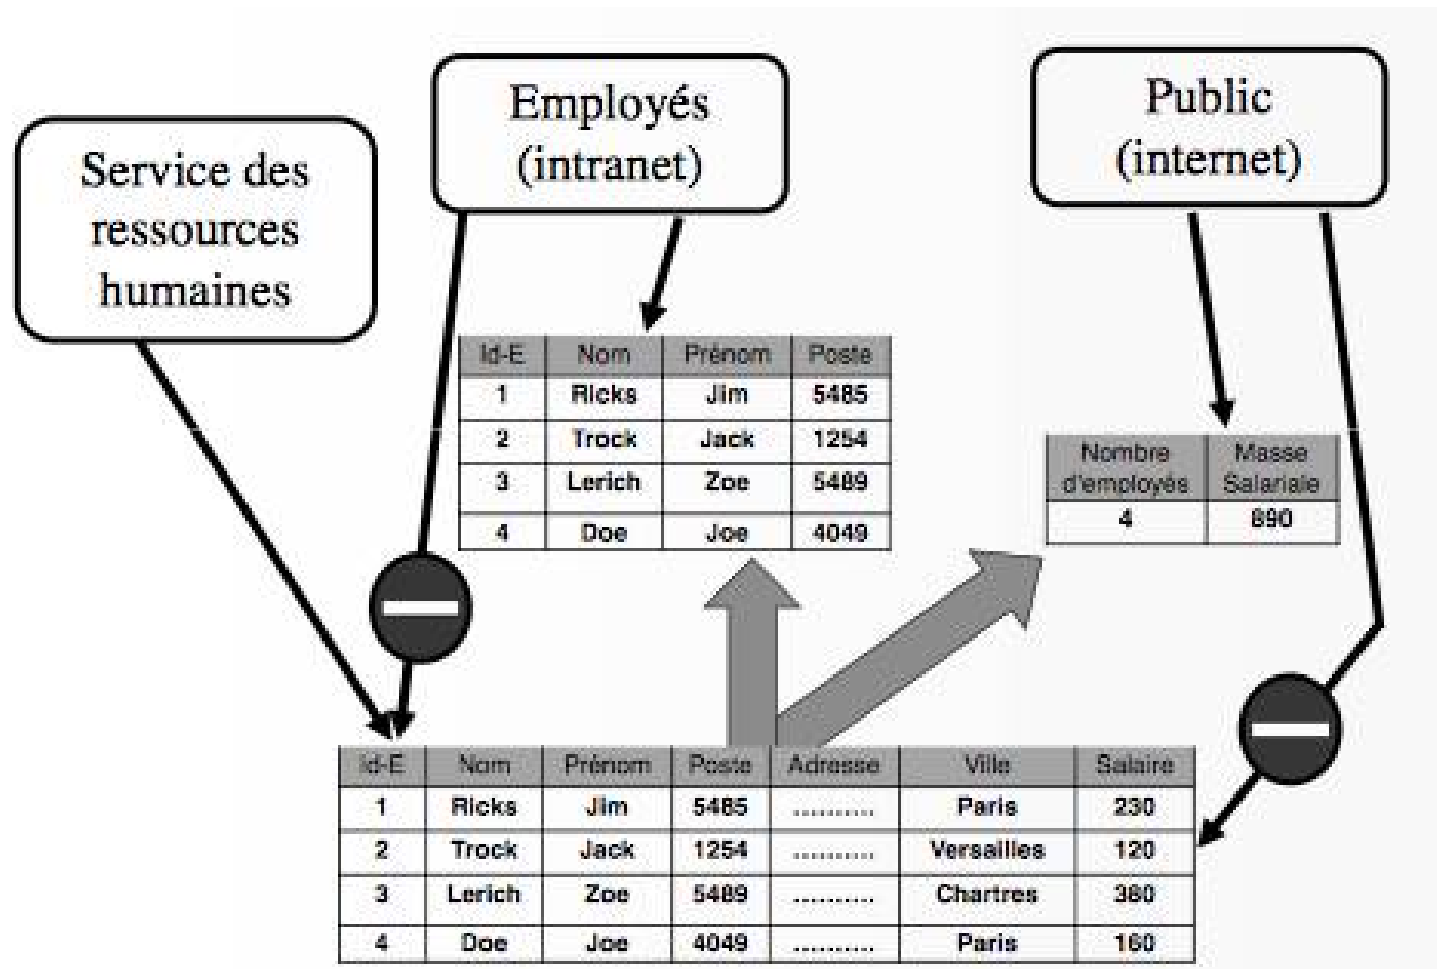 Service des
ressources
humaines
Employés
(intranet)
Public
(internet)
Id-E Nom Prénom Poste
1 Ricks Jim 5485
2 Trock Jack 1254
3 Lerich Zoe 5489
4 Doe Joe 4049
Nombre Masse
d'employés Salariale
4 890
Id-E Nom Prénom Poste Adresse Ville Salaire
1 Ricks Jim 5485 .......... Paris 230
2 Trock Jack 1254 .......... Versailles 120
3 Lerich Zoe 5489 .......... Chartres 380
4 Doe Joe 4049 .......... Paris 160